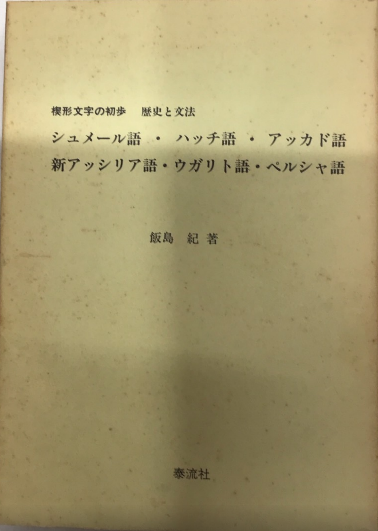 楔形文字の初歩 歴史と文法
シュメール語・ハッチ語・アッカド語
新アッシリア語・ウガリト語・ペルシャ語
飯島 紀 著
泰流社